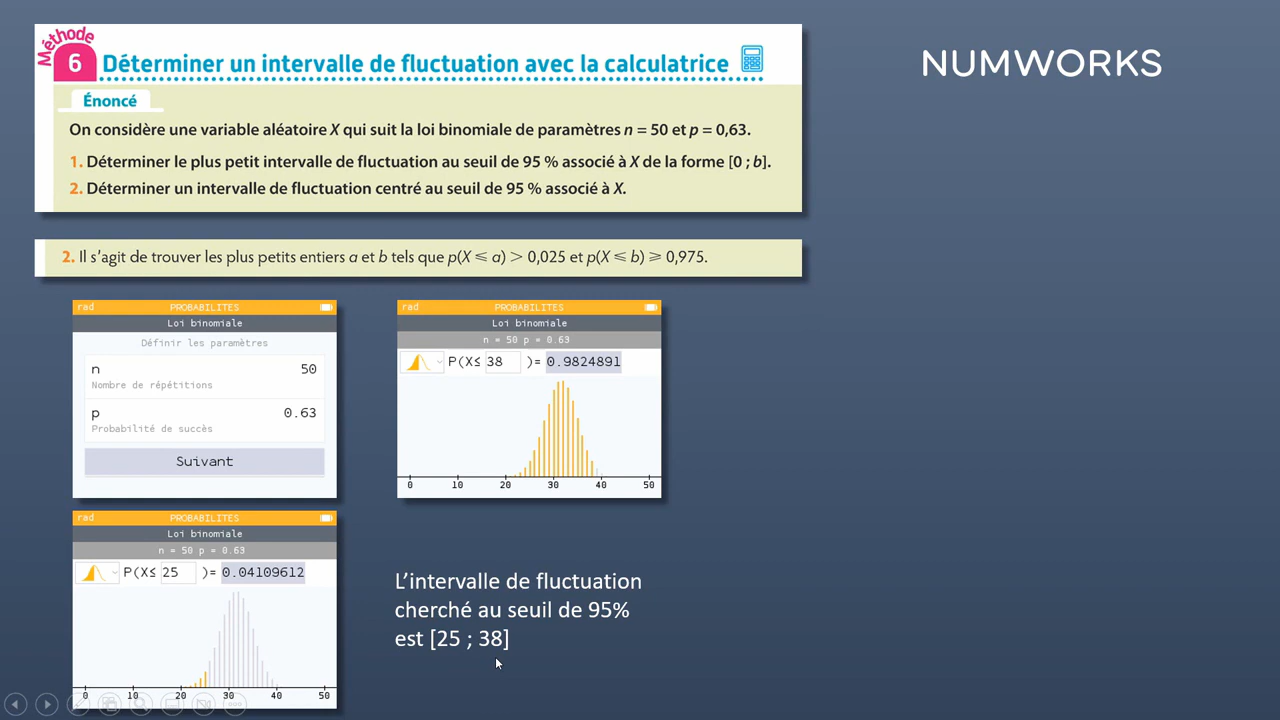 Méthode
6
Déterminer un intervalle de fluctuation avec la calculatrice
NUMWORKS
Énoncé
On considère une variable aléatoire X qui suit la loi binomiale de paramètres n = 50 et p = 0,63.
1. Déterminer le plus petit intervalle de fluctuation au seuil de 95 % associé à X de la forme [0 ; b].
2. Déterminer un intervalle de fluctuation centré au seuil de 95 % associé à X.
2. Il s’agit de trouver les plus petits entiers a et b tels que p(X ⩽ a) > 0,025 et p(X ⩽ b) ⩾ 0,975.
rad PROBABILITES
Loi binomiale
Définir les paramètres
n 50
Nombre de répétitions
p 0.63
Probabilité de succès
Suivant
rad PROBABILITES
Loi binomiale
n = 50 p = 0.63
P(X≤ 38 )= 0.9824891
0 10 20 30 40 50
rad PROBABILITES
Loi binomiale
n = 50 p = 0.63
P(X≤ 25 )= 0.04109612
0 10 20 30 40 50
L’intervalle de fluctuation
cherché au seuil de 95%
est [25 ; 38]